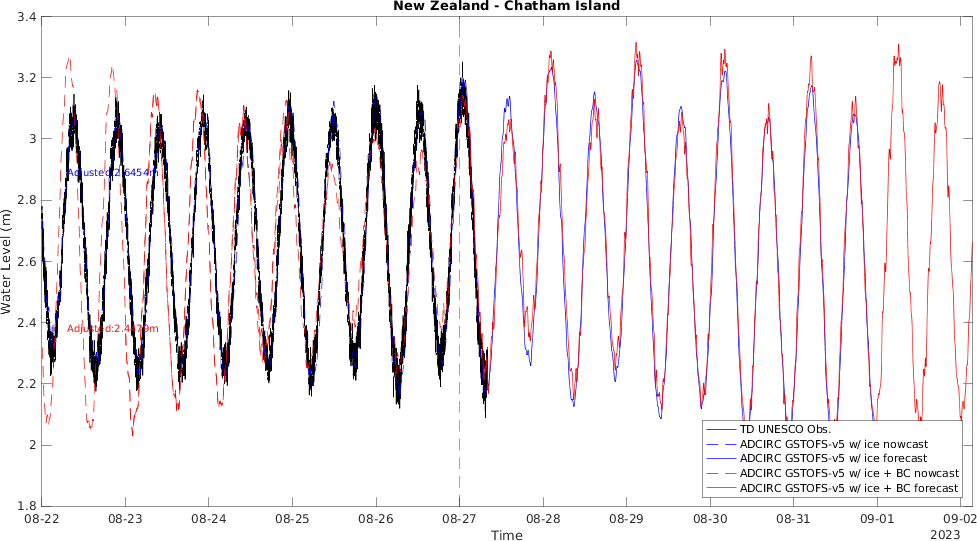 New Zealand - Chatham Island
3.4
3.2
3
2.8
2.6
2.4
2.2
2
1.8
Water Level (m)
Adjusted:2.6454m
Adjusted:2.4479m
TD UNESCO Obs.
ADCIRC GSTOFS-v5 w/ ice nowcast
ADCIRC GSTOFS-v5 w/ ice forecast
ADCIRC GSTOFS-v5 w/ ice + BC nowcast
ADCIRC GSTOFS-v5 w/ ice + BC forecast
08-22 08-23 08-24 08-25 08-26 08-27 08-28 08-29 08-30 08-31 09-01 09-02
Time
2023